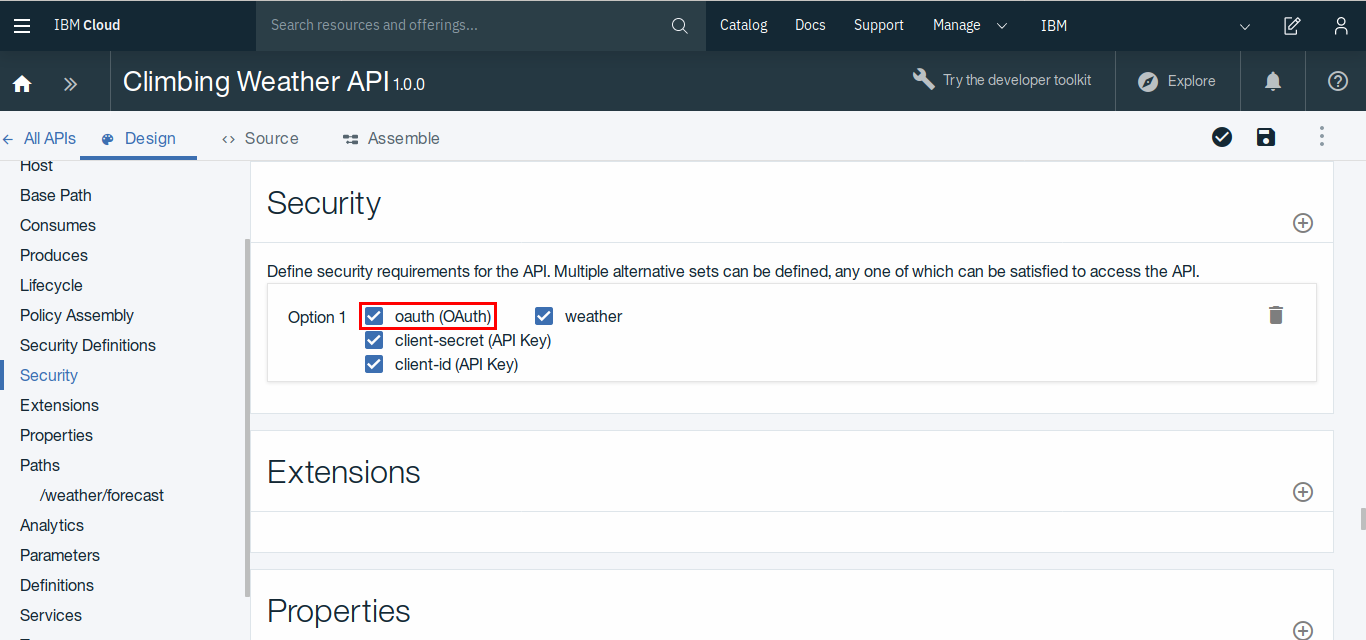 IBM Cloud
Search resources and offerings...
Catalog
Docs
Support
Manage
IBM
Climbing Weather API 1.0.0
Try the developer toolkit
Explore
All APIs
Design
Source
Assemble
Host
Base Path
Consumes
Produces
Lifecycle
Policy Assembly
Security Definitions
Security
Extensions
Properties
Paths
/weather/forecast
Analytics
Parameters
Definitions
Services
Security
Define security requirements for the API. Multiple alternative sets can be defined, any one of which can be satisfied to access the API.
Option 1
oauth (OAuth)
weather
client-secret (API Key)
client-id (API Key)
Extensions
Properties